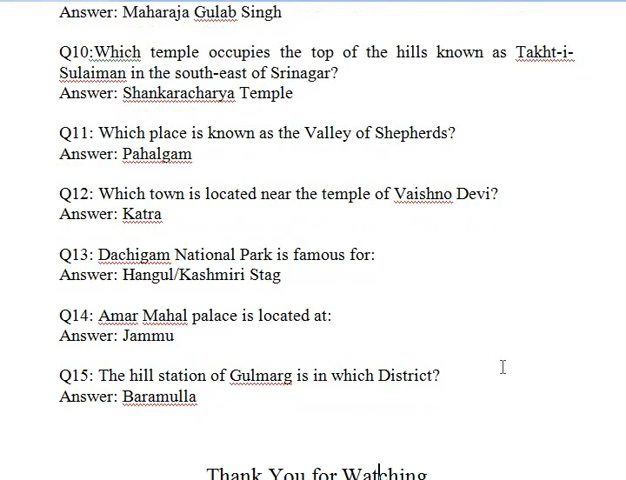 Answer: Maharaja Gulab Singh
Q10:Which temple occupies the top of the hills known as Takht-i-
Sulaiman in the south-east of Srinagar?
Answer: Shankaracharya Temple
Q11: Which place is known as the Valley of Shepherds?
Answer: Pahalgam
Q12: Which town is located near the temple of Vaishno Devi?
Answer: Katra
Q13: Dachigam National Park is famous for:
Answer: Hangul/Kashmiri Stag
Q14: Amar Mahal palace is located at:
Answer: Jammu
Q15: The hill station of Gulmarg is in which District?
Answer: Baramulla
Thank You for Watching